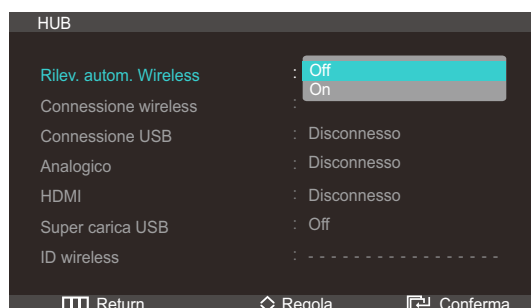 HUB
Rilev. autom. Wireless : Off
On
Connessione wireless :
Connessione USB : Disconnesso
Analogico : Disconnesso
HDMI : Disconnesso
Super carica USB : Off
ID wireless : - - - - - - - - - - - - - - - - -
Return Regola Conferma